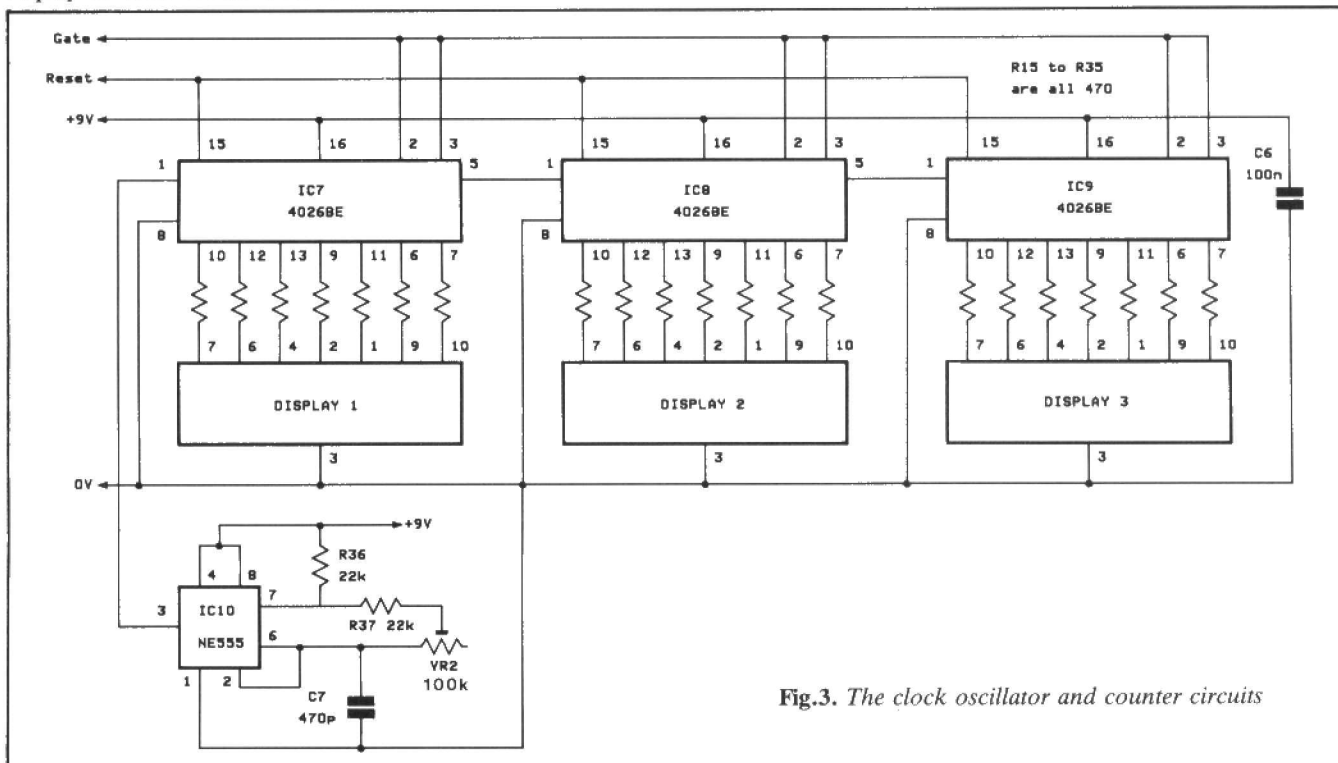 Gate
Reset
R15 to R35
are all 470
+9V
15 16 2 3
15 16 2 3
15 16 2 3
1 5 1 5 1
C6
100n
IC7
4026BE
IC8
4026BE
IC9
4026BE
8 8 8
10 12 13 9 11 6 7
10 12 13 9 11 6 7
10 12 13 9 11 6 7
7 6 4 2 1 9 10
7 6 4 2 1 9 10
7 6 4 2 1 9 10
DISPLAY 1
DISPLAY 2
DISPLAY 3
3 3 3
0V
+9V
R36
22k
4 8
7
3
IC10
NE555
R37 22k
6
VR2
100k
1 2
C7
470p
Fig.3. The clock oscillator and counter circuits